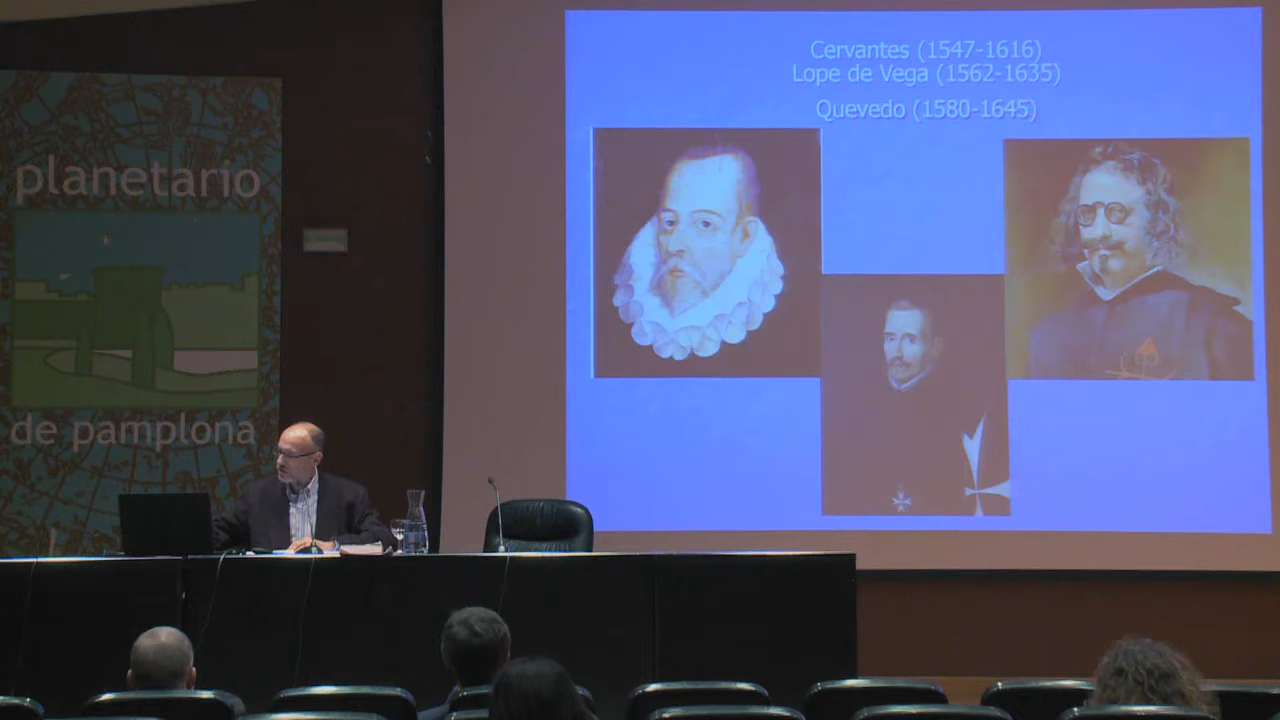 planetario
de pamplona
Cervantes (1547-1616)
Lope de Vega (1562-1635)
Quevedo (1580-1645)